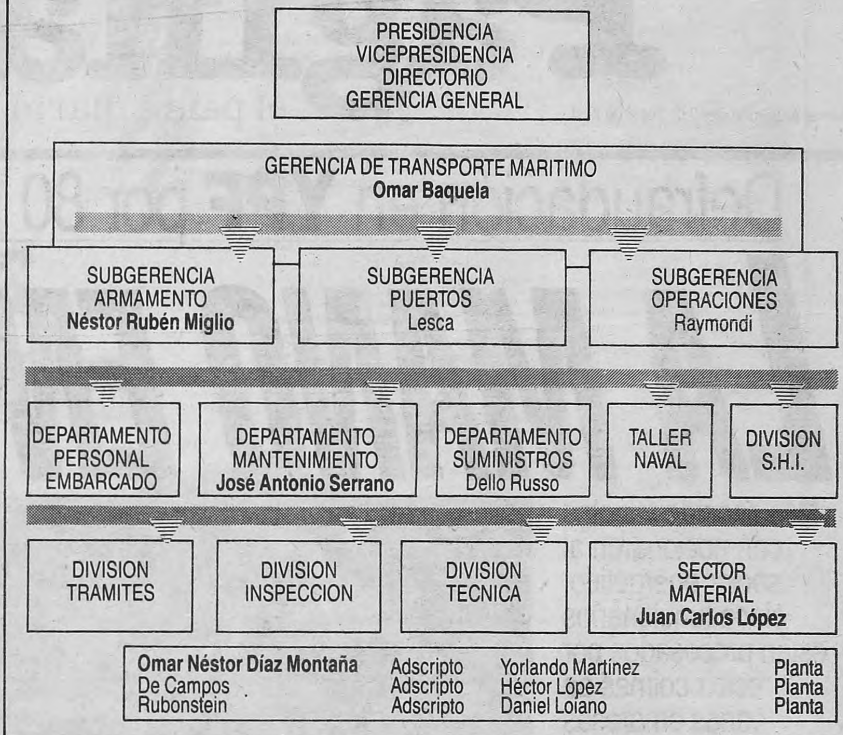 PRESIDENCIA
VICEPRESIDENCIA
DIRECTORIO
GERENCIA GENERAL
GERENCIA DE TRANSPORTE MARITIMO
Omar Baquela
SUBGERENCIA
ARMAMENTO
Néstor Rubén Miglio
SUBGERENCIA
PUERTOS
Lesca
SUBGERENCIA
OPERACIONES
Raymondi
DEPARTAMENTO
PERSONAL
EMBARCADO
DEPARTAMENTO
MANTENIMIENTO
José Antonio Serrano
DEPARTAMENTO
SUMINISTROS
Dello Russo
TALLER
NAVAL
DIVISION
S.H.I.
DIVISION
TRAMITES
DIVISION
INSPECCION
DIVISION
TECNICA
SECTOR
MATERIAL
Juan Carlos López
Omar Néstor Díaz Montaña Adscripto Yorlando Martínez Planta
De Campos Adscripto Héctor López Planta
Rubonstein Adscripto Daniel Loiano Planta